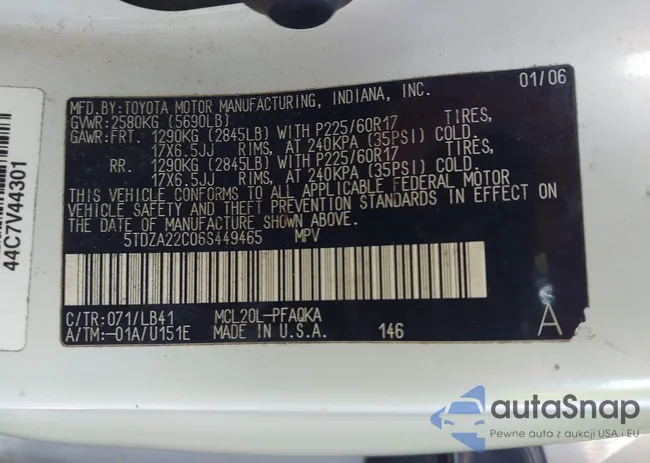 MFD. BY:TOYOTA MOTOR MANUFACTURING, INDIANA, INC. 01/06
GVWR:2580KG (5690LB)
GAWR:FRT. 1290KG (2845LB) WITH P225/60R17 TIRES,
17X6.5JJ RIMS, AT 240KPA (35PSI) COLD.
RR. 1290KG (2845LB) WITH P225/60R17 TIRES,
17X6.5JJ RIMS, AT 240KPA (35PSI) COLD.
THIS VEHICLE CONFORMS TO ALL APPLICABLE FEDERAL MOTOR
VEHICLE SAFETY AND THEFT PREVENTION STANDARDS IN EFFECT ON
THE DATE OF MANUFACTURE SHOWN ABOVE.
5TDZA22C06S449465 MPV
C/TR:071/LB41 MCL20L-PFAQKA
A/TM:-01A/U151E MADE IN U.S.A. 146 A
44C7V44301
autoSnap
Pewne auta z aukcji USA i EU